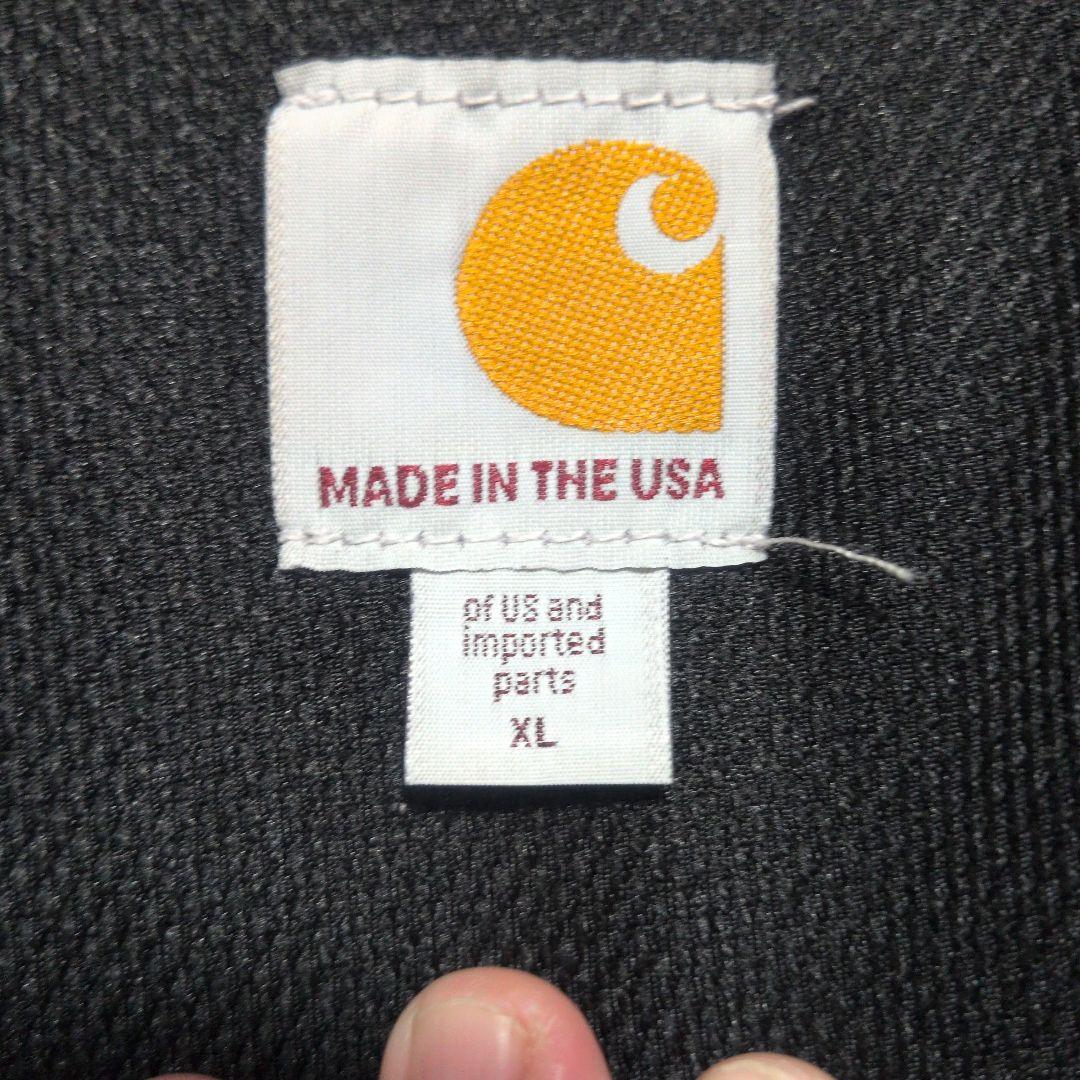 MADE IN THE USA
of US and
imported
parts
XL